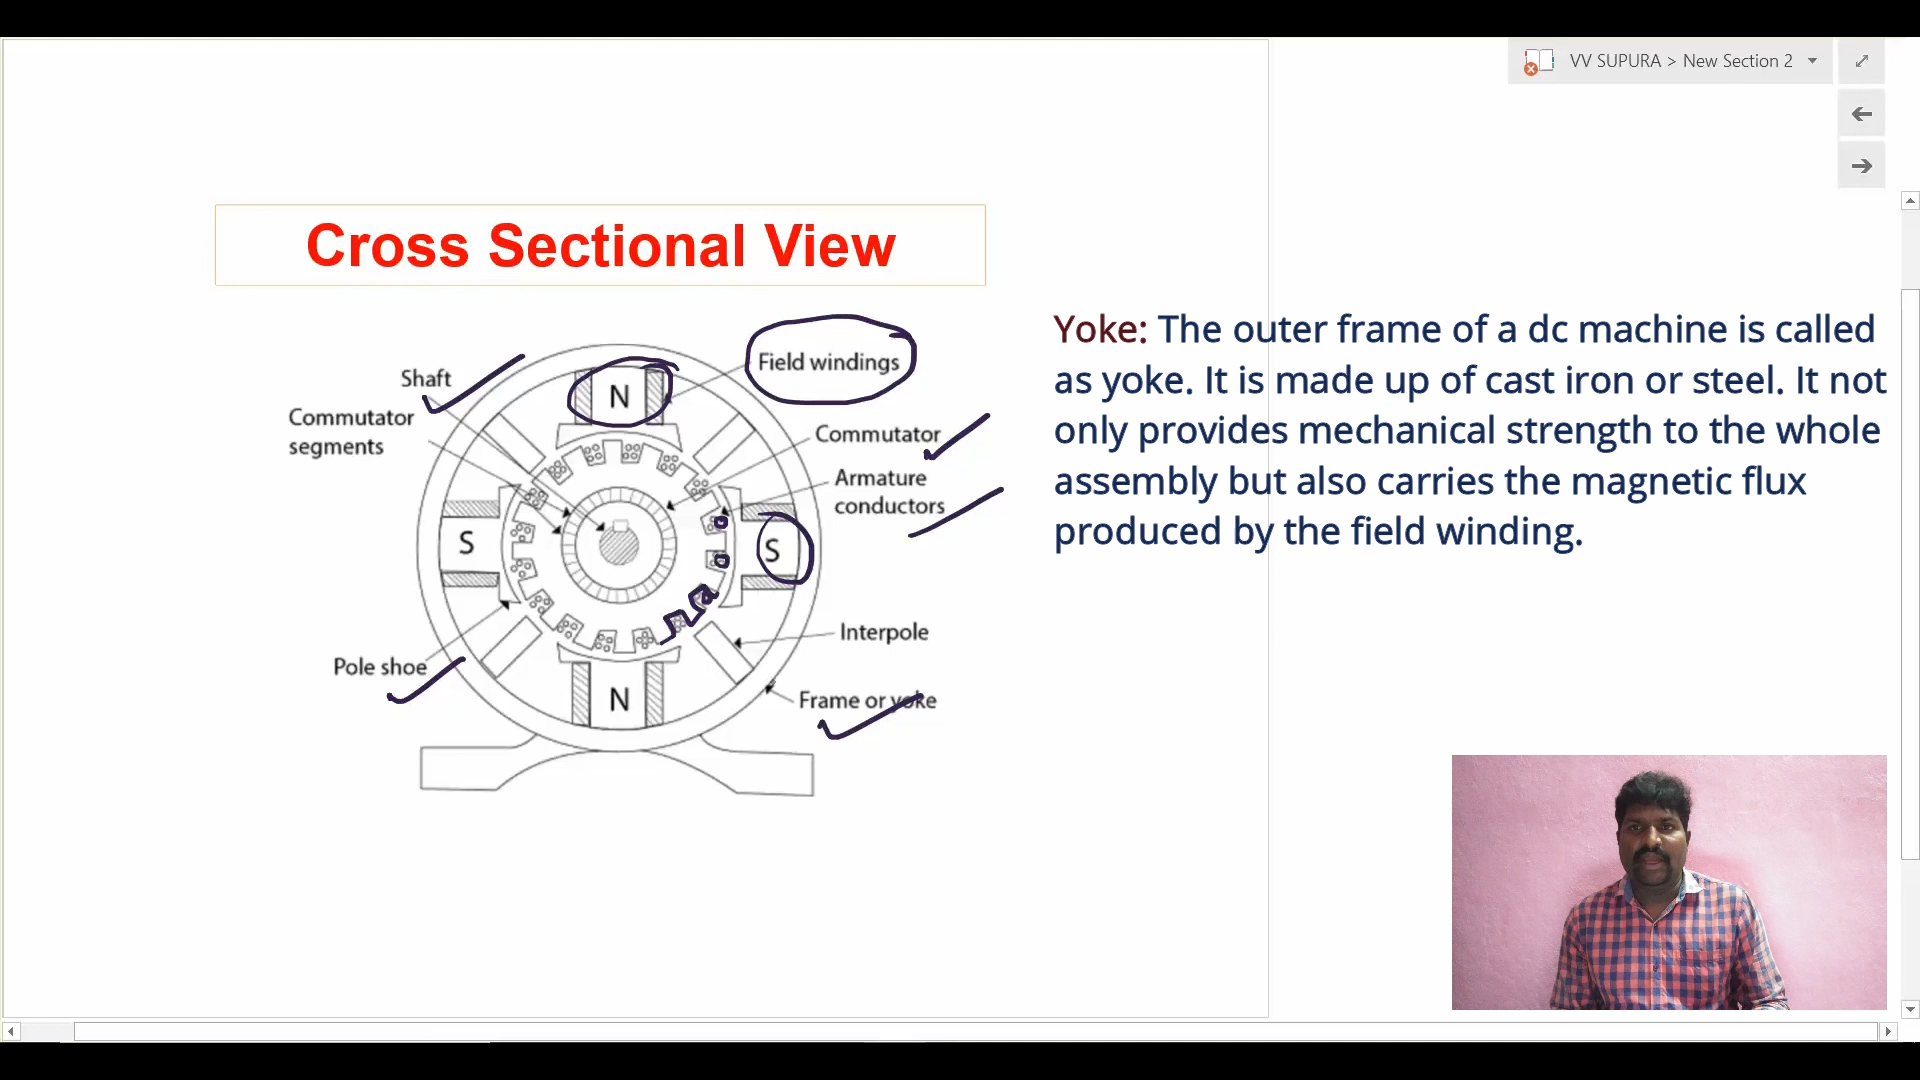 VV SUPURA > New Section 2
Cross Sectional View
Yoke: The outer frame of a dc machine is called
as yoke. It is made up of cast iron or steel. It not
only provides mechanical strength to the whole
assembly but also carries the magnetic flux
produced by the field winding.
Field windings
Shaft
N
Commutator
segments
Commutator
Armature
conductors
S
S
Interpole
Pole shoe
N
Frame or yoke